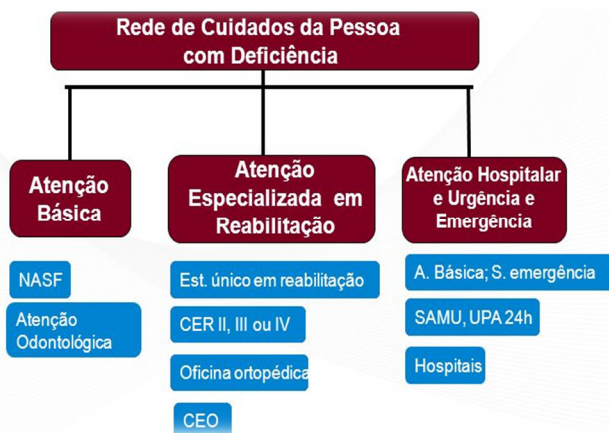 Rede de Cuidados da Pessoa
com Deficiência
Atenção
Básica
NASF
Atenção
Odontológica
Atenção
Especializada em
Reabilitação
Est. único em reabilitação
CER II, III ou IV
Oficina ortopédica
CEO
Atenção Hospitalar
e Urgência e
Emergência
A. Básica; S. emergência
SAMU, UPA 24h
Hospitais